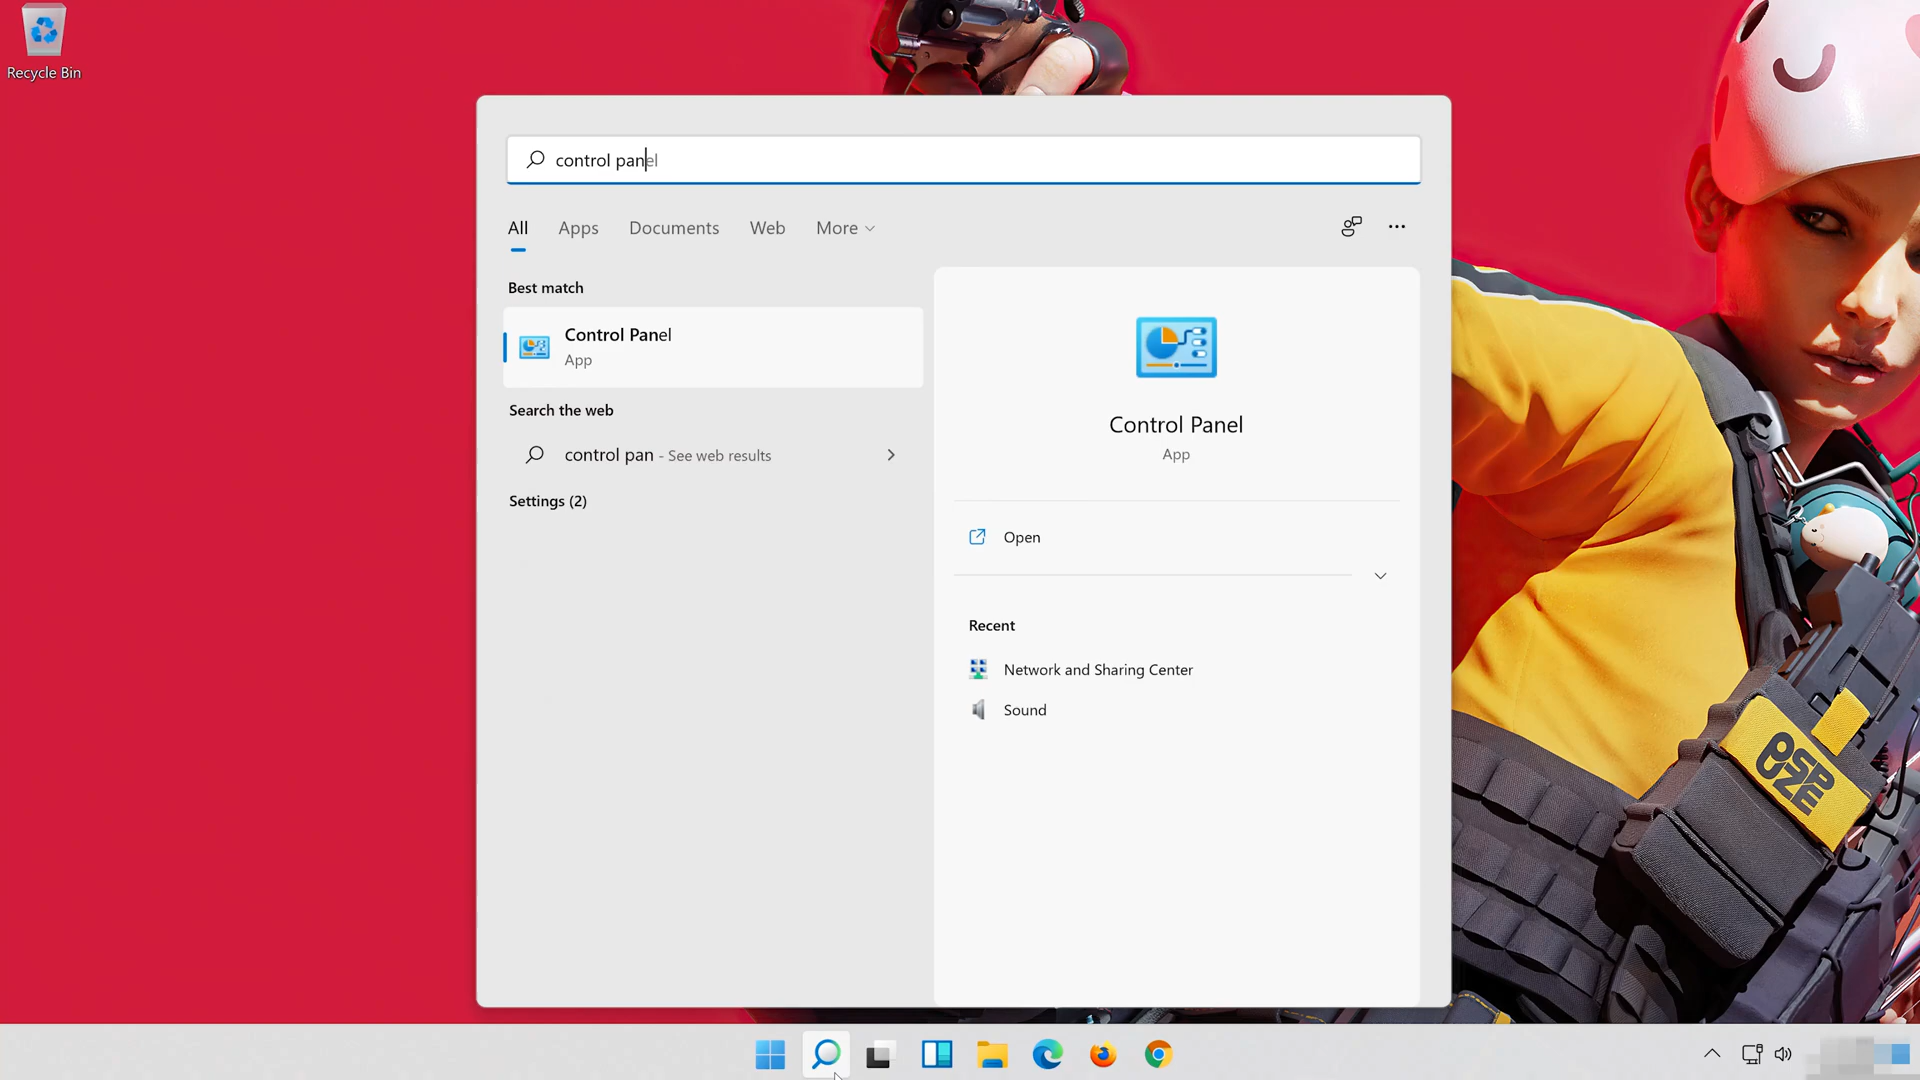 Recycle Bin
control panel
All Apps Documents Web More
Best match
Control Panel
App
Search the web
control pan - See web results
Settings (2)
Control Panel
App
Open
Recent
Network and Sharing Center
Sound